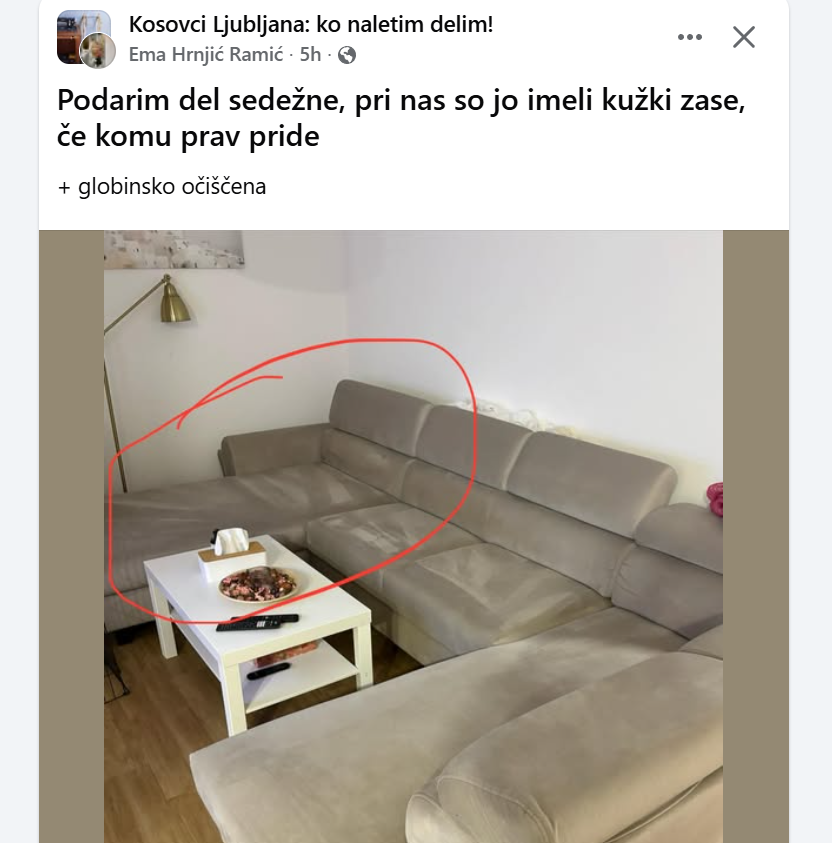 Kosovci Ljubljana: ko naletim delim!
Ema Hrnjić Ramić · 5h ·
Podarim del sedežne, pri nas so jo imeli kužki zase,
če komu prav pride
+ globinsko očiščena